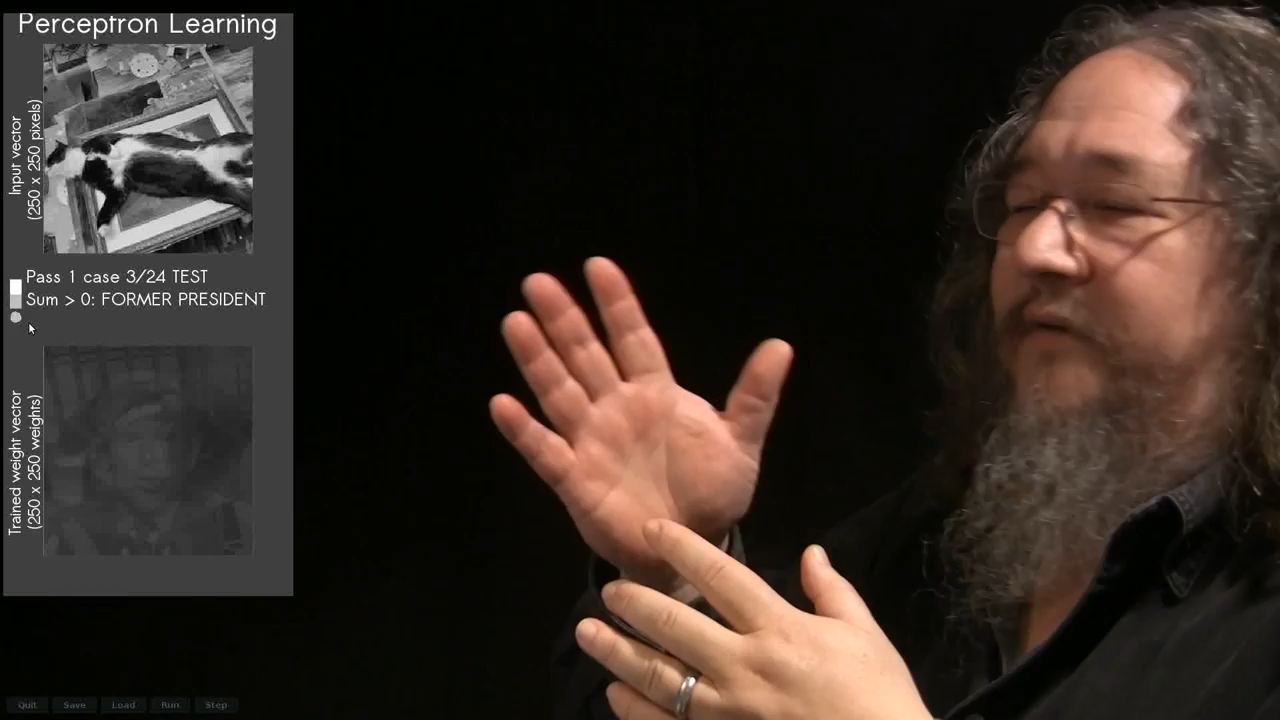 Perceptron Learning
Input vector
(250 x 250 pixels)
Pass 1 case 3/24 TEST
Sum > 0: FORMER PRESIDENT
Trained weight vector
(250 x 250 weights)
Quit Save Load Run Step